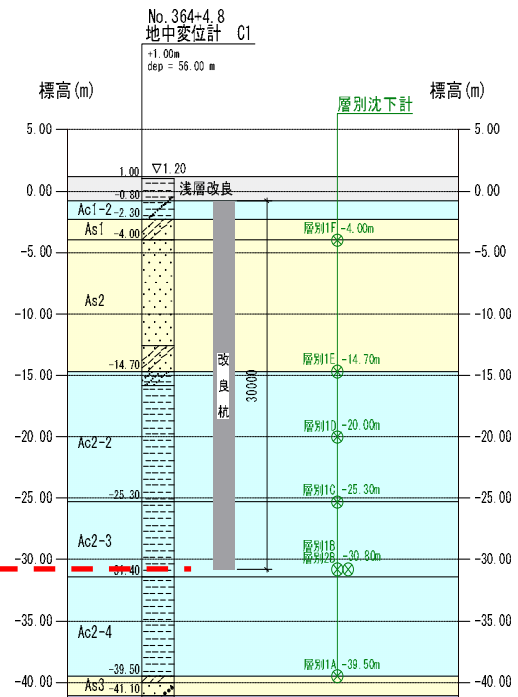 No.364+4.8
地中変位計 C1
+1.00m
dep = 56.00 m
標高(m)
標高(m)
層別沈下計
5.00
5.00
1.00
▽1.20
0.00
0.00
浅層改良
-0.80
Ac1-2
-2.30
As1
-4.00
層別1F -4.00m
-5.00
-5.00
As2
-10.00
-10.00
層別1E -14.70m
-14.70
-15.00
-15.00
改良杭
30000
層別1D -20.00m
-20.00
-20.00
Ac2-2
-25.30
層別1C -25.30m
-25.00
-25.00
Ac2-3
層別1B
層別2B -30.80m
-30.00
-30.00
-31.40
-35.00
-35.00
Ac2-4
-39.50
層別1A -39.50m
As3
-41.10
-40.00
-40.00